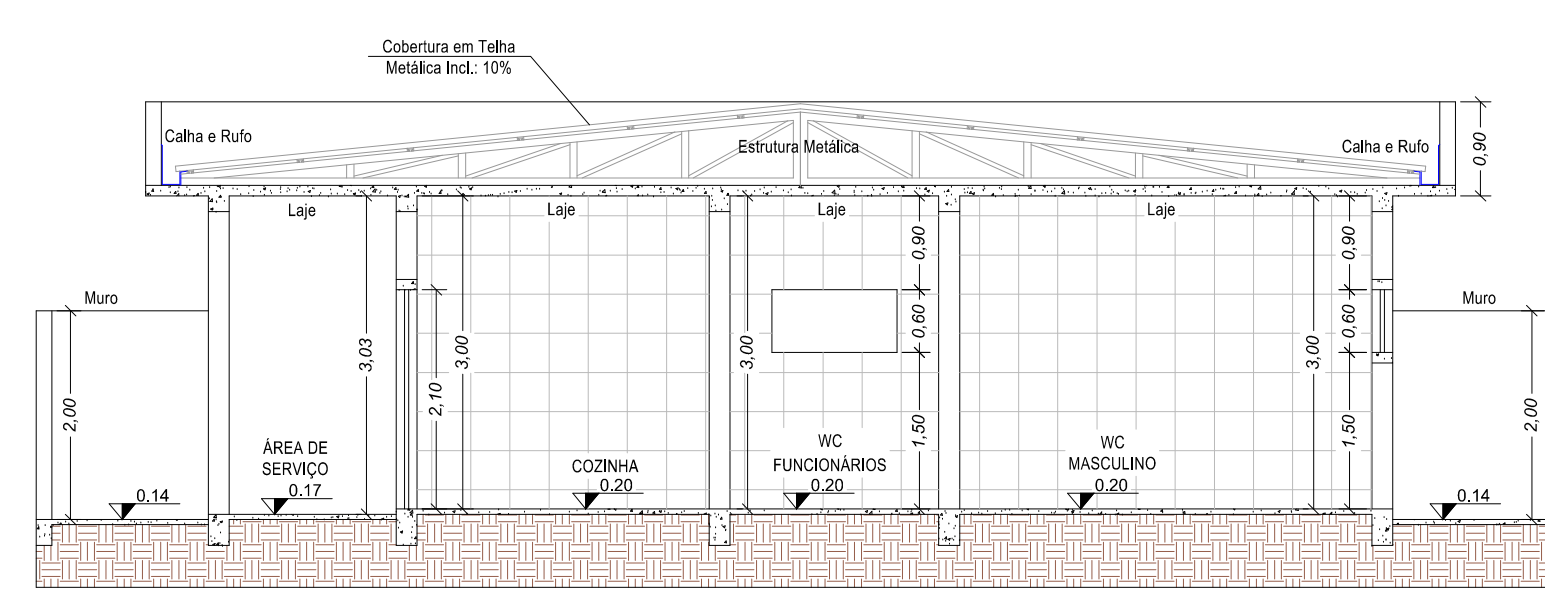 Cobertura em Telha
Metálica Incl.: 10%
Calha e Rufo
Estrutura Metálica
Calha e Rufo
0,90
Laje
Laje
Laje
Laje
0,90
0,90
Muro
Muro
0,60
0,60
3,03
3,00
3,00
3,00
2,10
2,00
2,00
1,50
1,50
ÁREA DE
SERVIÇO
0.17
COZINHA
0.20
WC
FUNCIONÁRIOS
0.20
WC
MASCULINO
0.20
0.14
0.14